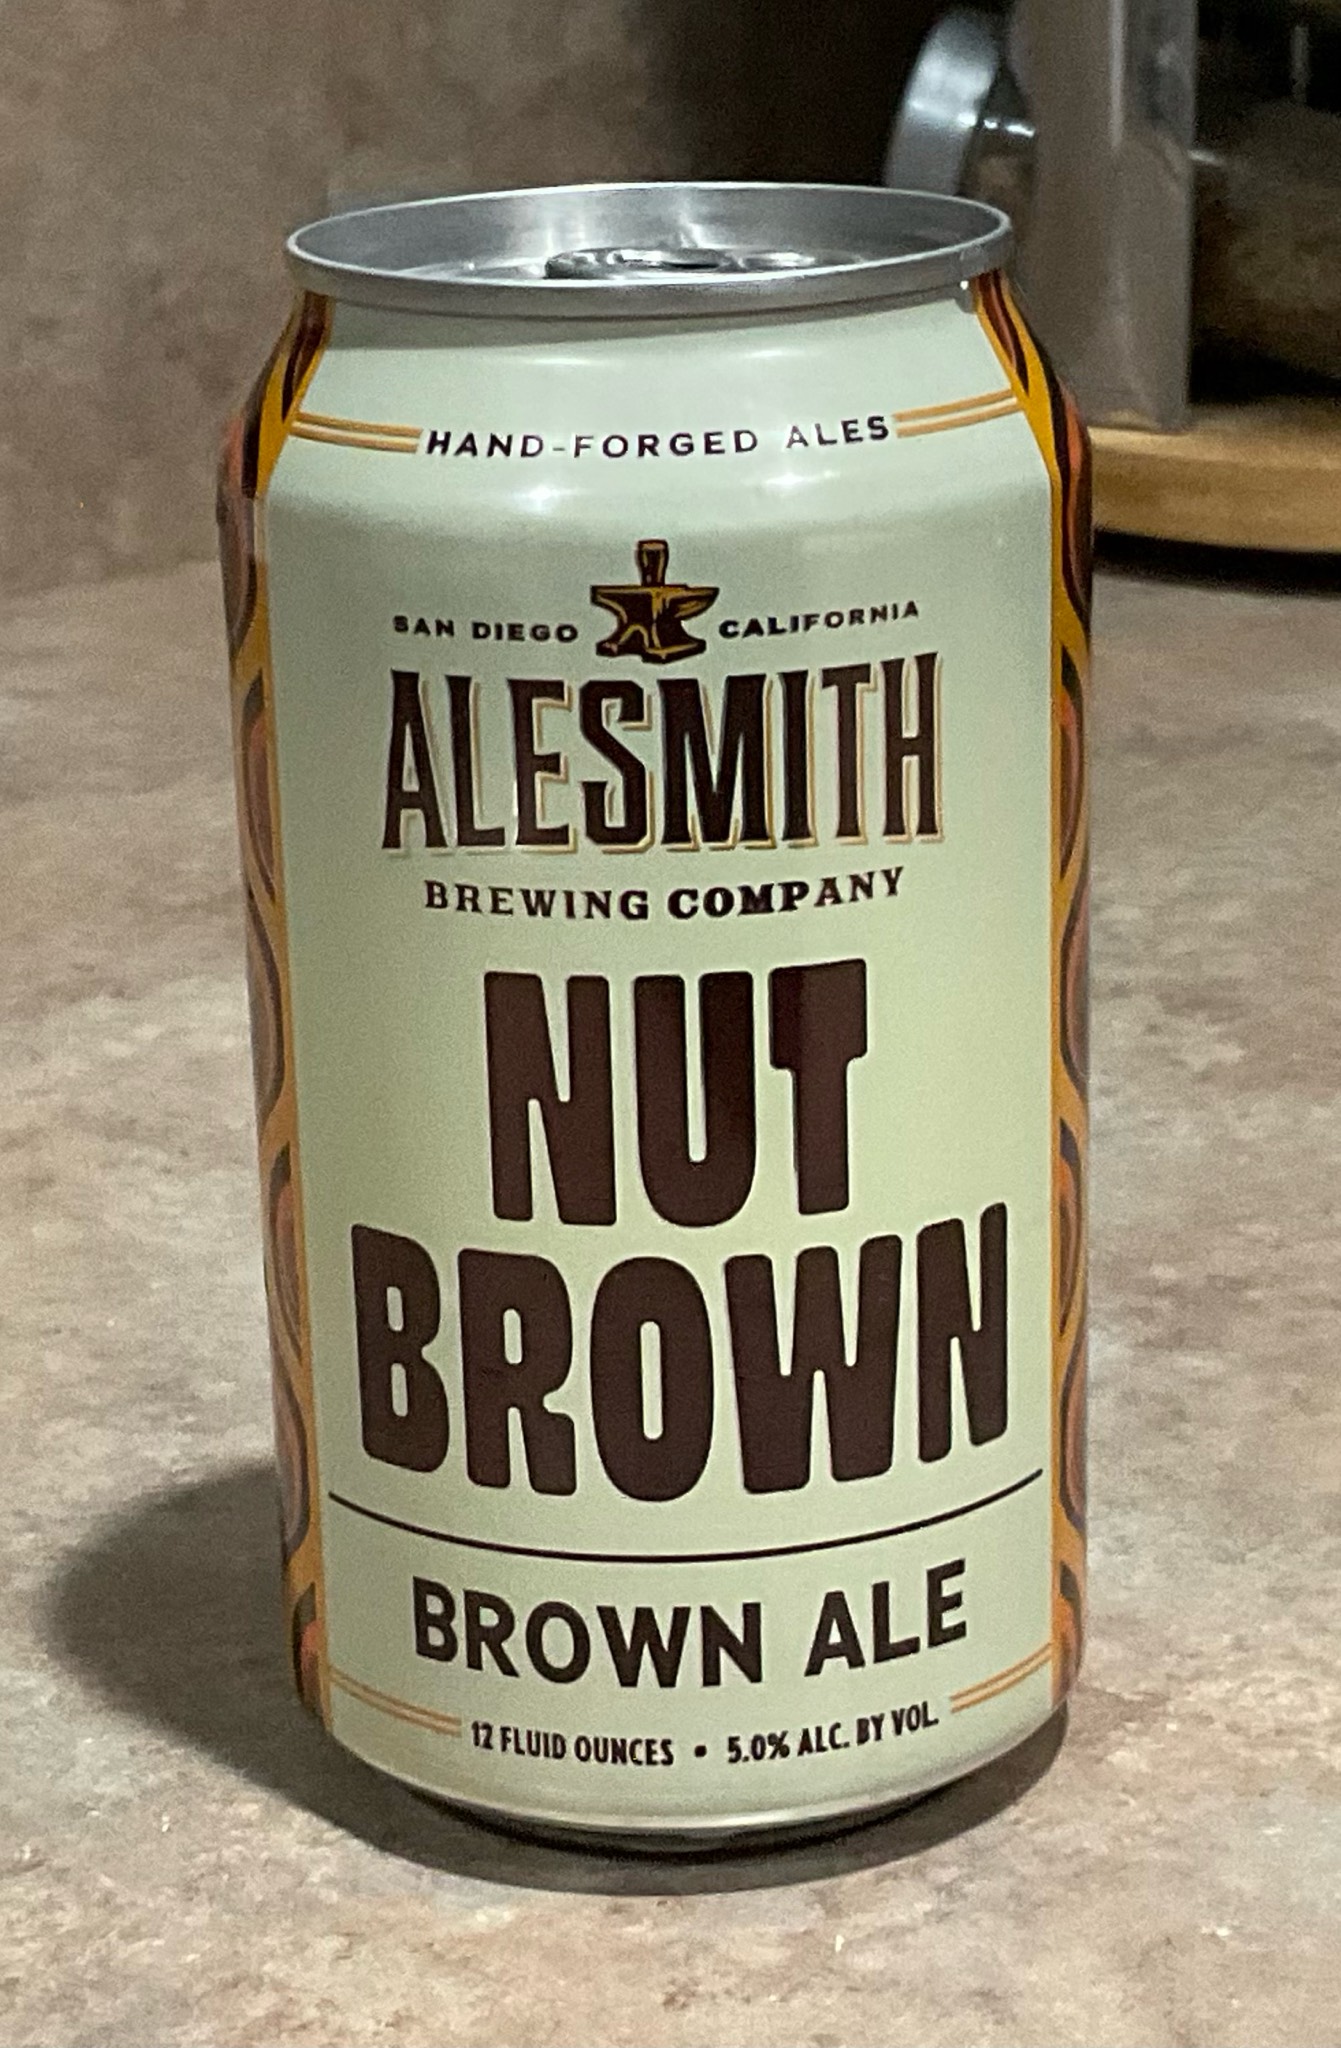 HAND-FORGED ALES
SAN DIEGO CALIFORNIA
ALESMITH
BREWING COMPANY
NUT
BROWN
BROWN ALE
12 FLUID OUNCES • 5.0% ALC. BY VOL.